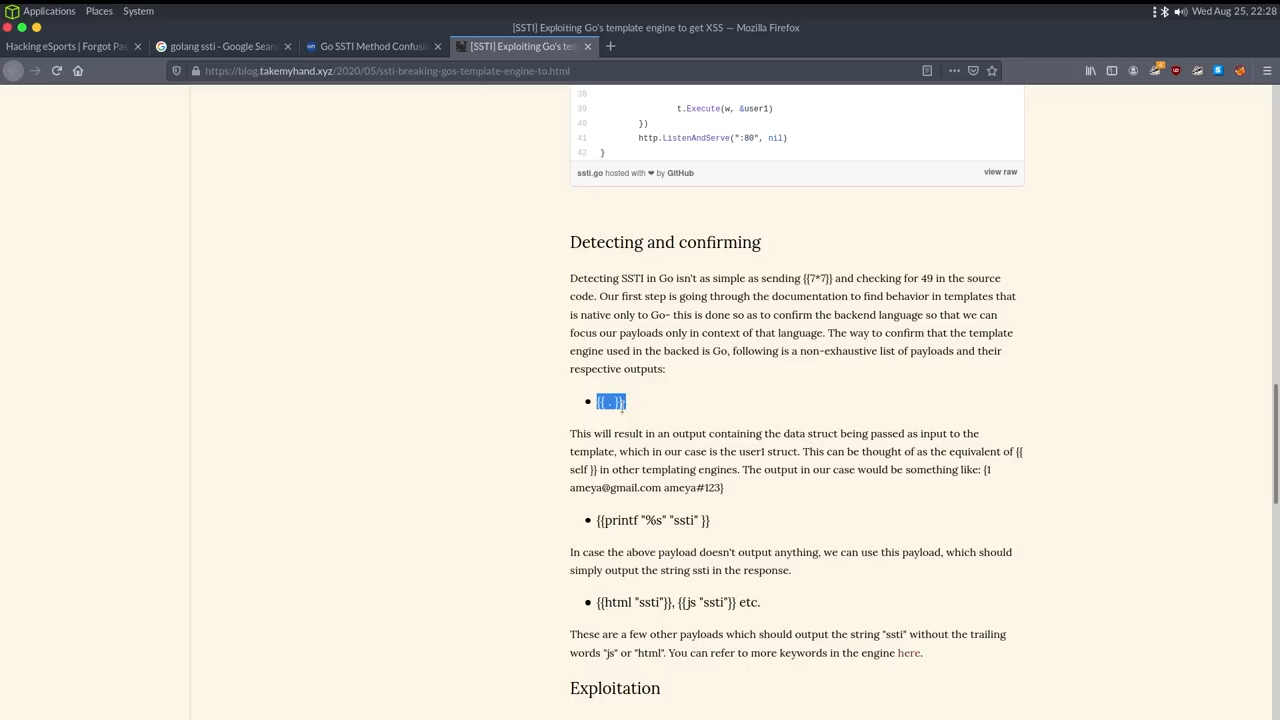 Applications Places System
Wed Aug 25, 22:28
[SSTI] Exploiting Go's template engine to get XSS — Mozilla Firefox
Hacking eSports | Forgot Pas
golang ssti - Google Searc
Go SSTI Method Confusio
[SSTI] Exploiting Go's tem
https://blog.takemyhand.xyz/2020/05/ssti-breaking-gos-template-engine-to.html
38
39 t.Execute(w, &user1)
40 })
41 http.ListenAndServe(":80", nil)
42 }
ssti.go hosted with ❤ by GitHub view raw
Detecting and confirming
Detecting SSTI in Go isn't as simple as sending {{7*7}} and checking for 49 in the source
code. Our first step is going through the documentation to find behavior in templates that
is native only to Go- this is done so as to confirm the backend language so that we can
focus our payloads only in context of that language. The way to confirm that the template
engine used in the backed is Go, following is a non-exhaustive list of payloads and their
respective outputs:
• {{ . }}
This will result in an output containing the data struct being passed as input to the
template, which in our case is the user1 struct. This can be thought of as the equivalent of {{
self }} in other templating engines. The output in our case would be something like: {1
ameya@gmail.com ameya#123}
• {{printf "%s" "ssti" }}
In case the above payload doesn't output anything, we can use this payload, which should
simply output the string ssti in the response.
• {{html "ssti"}}, {{js "ssti"}} etc.
These are a few other payloads which should output the string "ssti" without the trailing
words "js" or "html". You can refer to more keywords in the engine here.
Exploitation